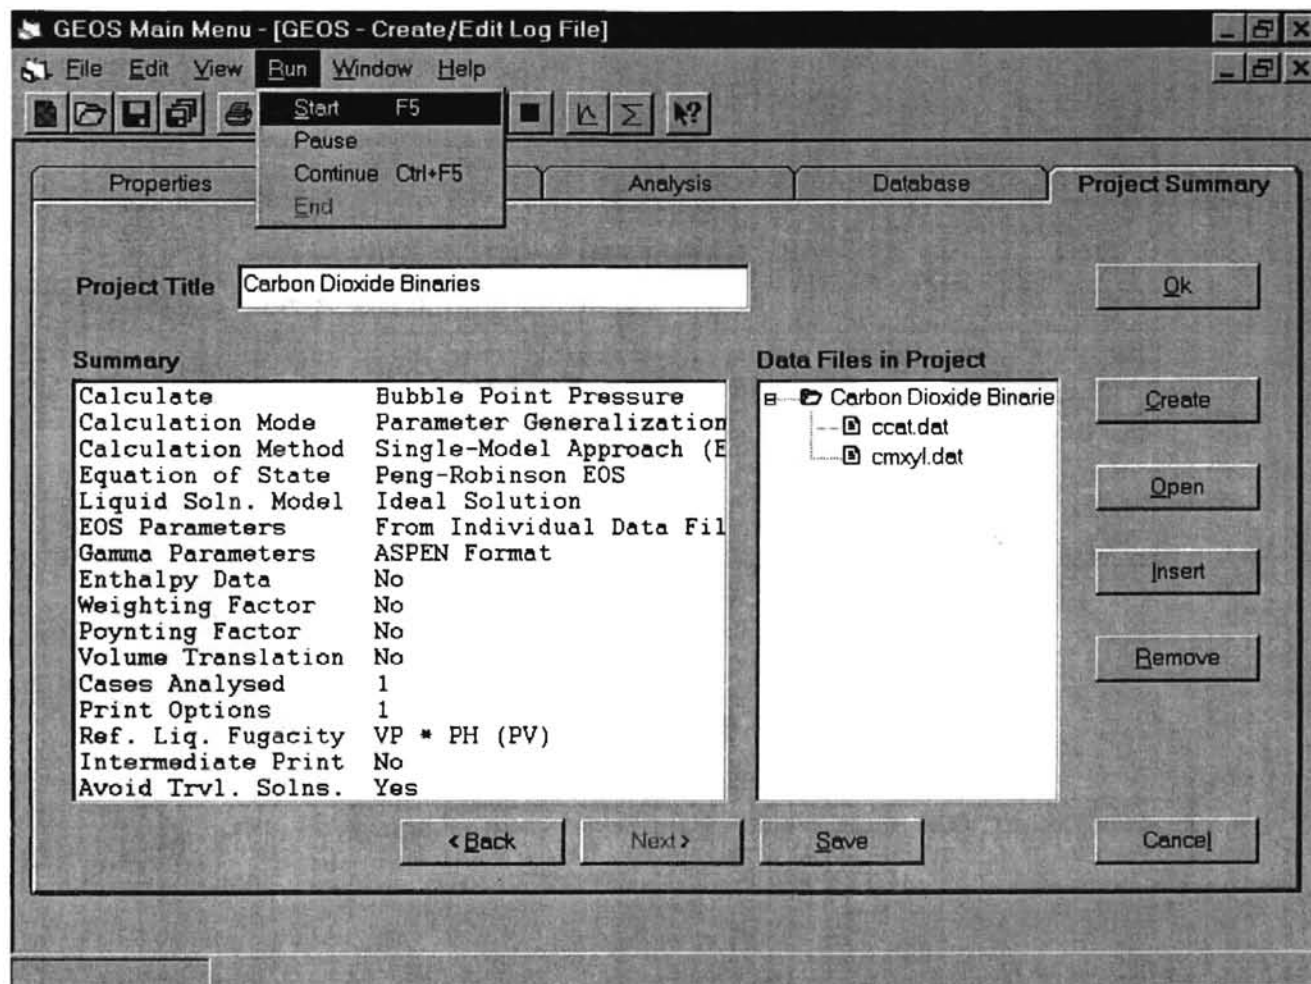 GEOS Main Menu - [GEOS - Create/Edit Log File]
File Edit View Run Window Help
Start F5
Pause
Continue Ctrl+F5
End
Properties Analysis Database Project Summary
Project Title Carbon Dioxide Binaries Ok
Summary Data Files in Project
Calculate Bubble Point Pressure
Calculation Mode Parameter Generalization
Calculation Method Single-Model Approach (E
Equation of State Peng-Robinson EOS
Liquid Soln. Model Ideal Solution
EOS Parameters From Individual Data Fil
Gamma Parameters ASPEN Format
Enthalpy Data No
Weighting Factor No
Poynting Factor No
Volume Translation No
Cases Analysed 1
Print Options 1
Ref. Liq. Fugacity VP * PH (PV)
Intermediate Print No
Avoid Trvl. Solns. Yes
Carbon Dioxide Binarie
ccat.dat
cmxyl.dat
Create
Open
Insert
Remove
< Back Next > Save Cancel